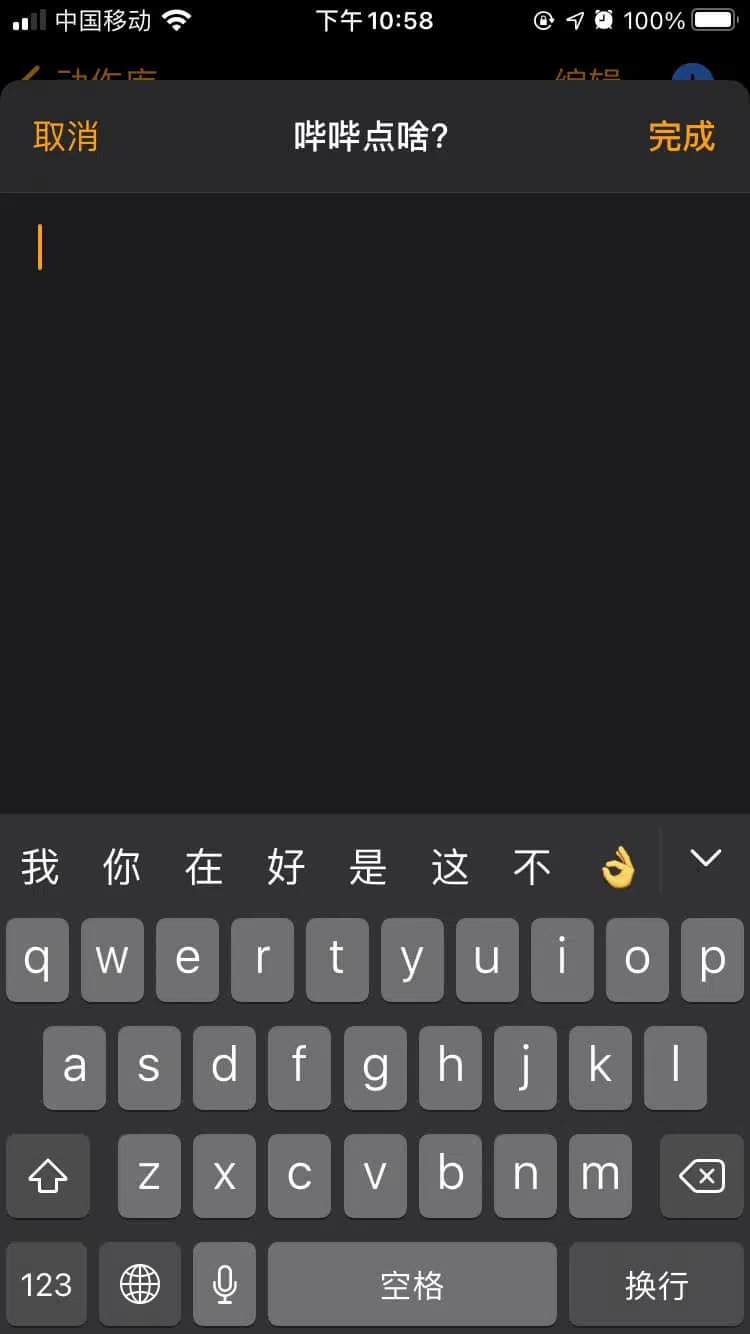 中国移动 下午10:58 100%
动作库 编辑
取消 哔哔点啥? 完成
我 你 在 好 是 这 不 👌
q w e r t y u i o p
a s d f g h j k l
z x c v b n m
123 空格 换行